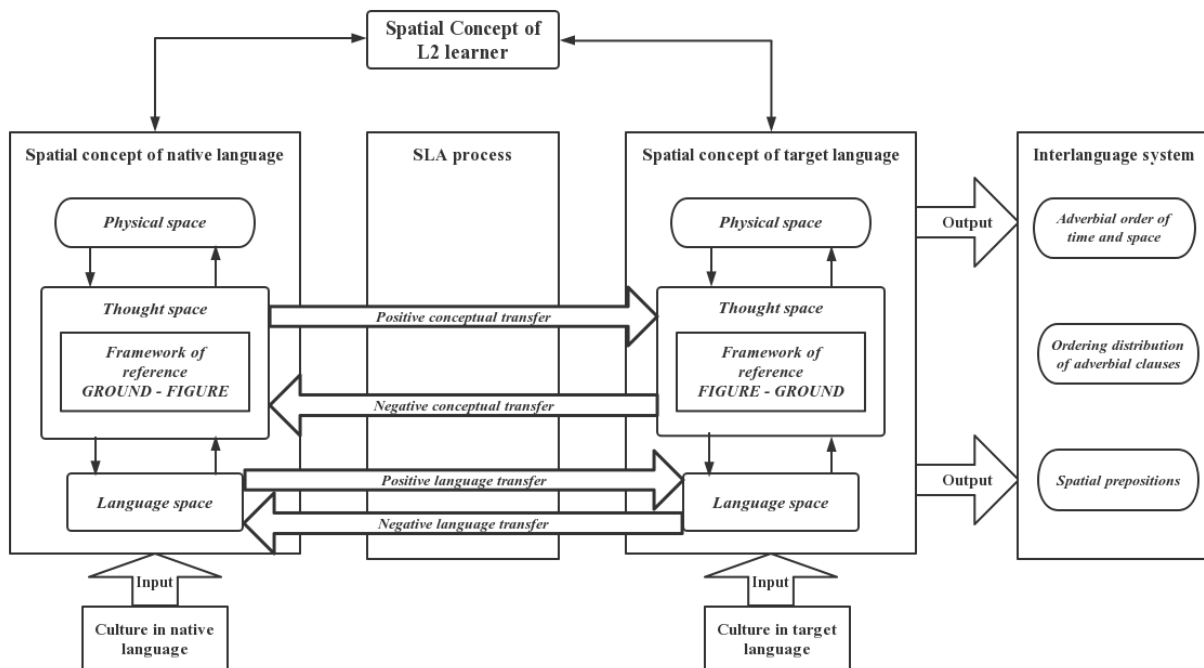 Spatial Concept of
L2 learner
Spatial concept of native language
Physical space
Thought space
Framework of
reference
GROUND - FIGURE
Language space
Input
Culture in native
language
SLA process
Positive conceptual transfer
Negative conceptual transfer
Positive language transfer
Negative language transfer
Spatial concept of target language
Physical space
Thought space
Framework of
reference
FIGURE - GROUND
Language space
Input
Culture in target
language
Output
Output
Interlanguage system
Adverbial order of
time and space
Ordering distribution
of adverbial clauses
Spatial prepositions